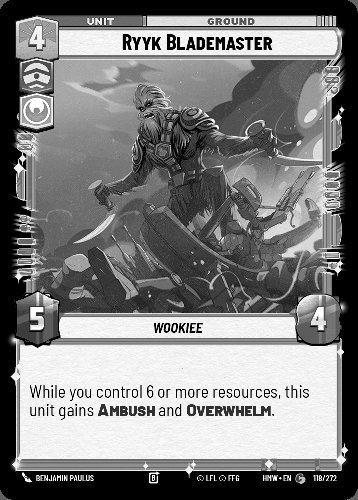 UNIT GROUND
4 RYYK BLADEMASTER
5 4
WOOKIEE
While you control 6 or more resources, this
unit gains AMBUSH and OVERWHELM.
BENJAMIN PAULUS © LFL © FFG HMW • EN C 118/272